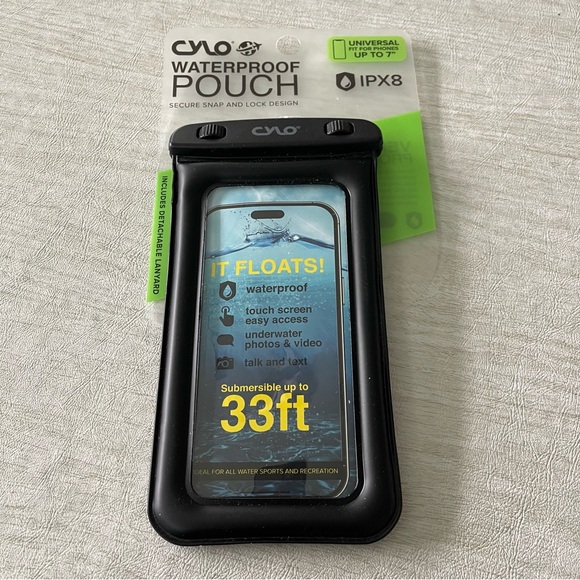 CYLO
WATERPROOF
POUCH
SECURE SNAP AND LOCK DESIGN
UNIVERSAL
FIT FOR PHONES
UP TO 7"
IPX8
CYLO
INCLUDES DETACHABLE LANYARD
IT FLOATS!
waterproof
touch screen
easy access
underwater
photos & video
talk and text
Submersible up to
33ft
IDEAL FOR ALL WATER SPORTS AND RECREATION